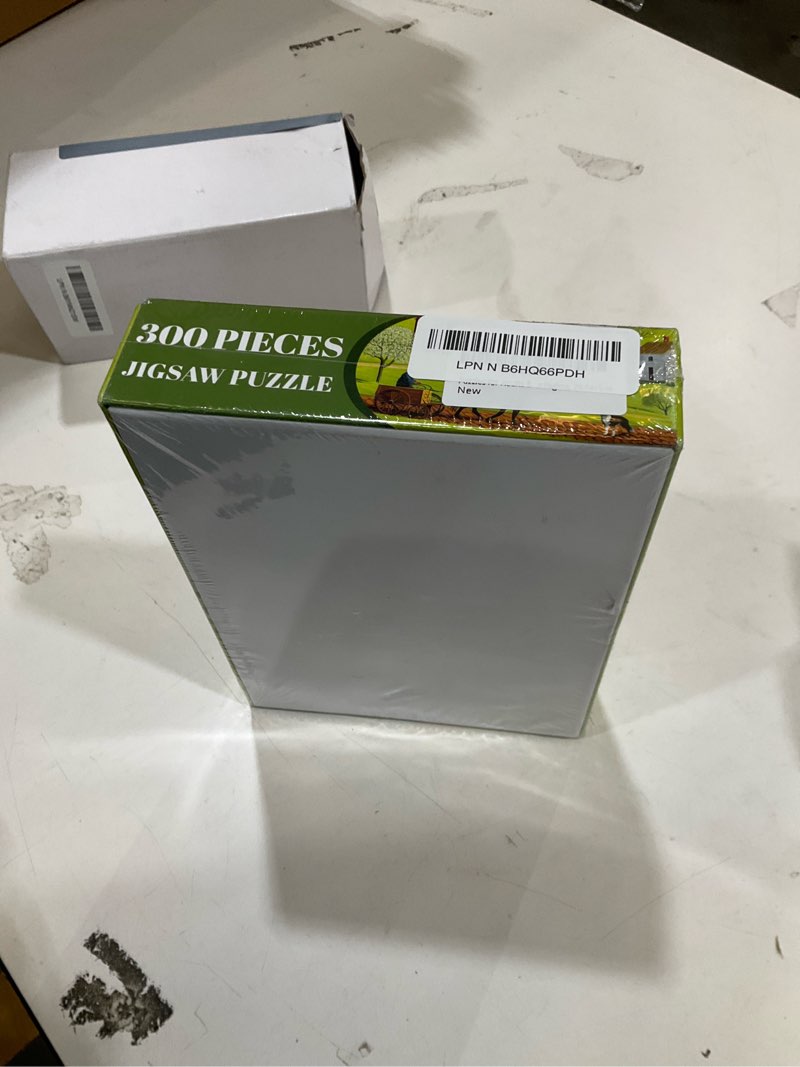 300 PIECES
JIGSAW PUZZLE
LPN N B6HQ66PDH
New